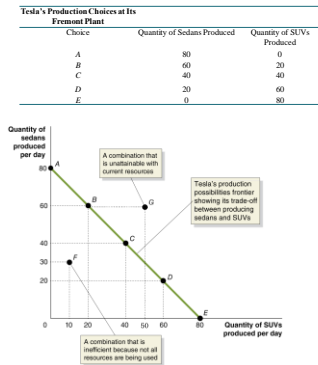 Tesla's Production Choices at Its
Fremont Plant
Choice Quantity of Sedans Produced Quantity of SUVs
Produced
A 80 0
B 60 20
C 40 40
D 20 60
E 0 80
Quantity of
sedans
produced
per day
A combination that
is unattainable with
current resources
Tesla's production
possibilities frontier
showing its trade-off
between producing
sedans and SUVs
80 A
60 B G
40 C
30 F
20 D
E
0 10 20 40 50 60 80 Quantity of SUVs
produced per day
A combination that is
inefficient because not all
resources are being used